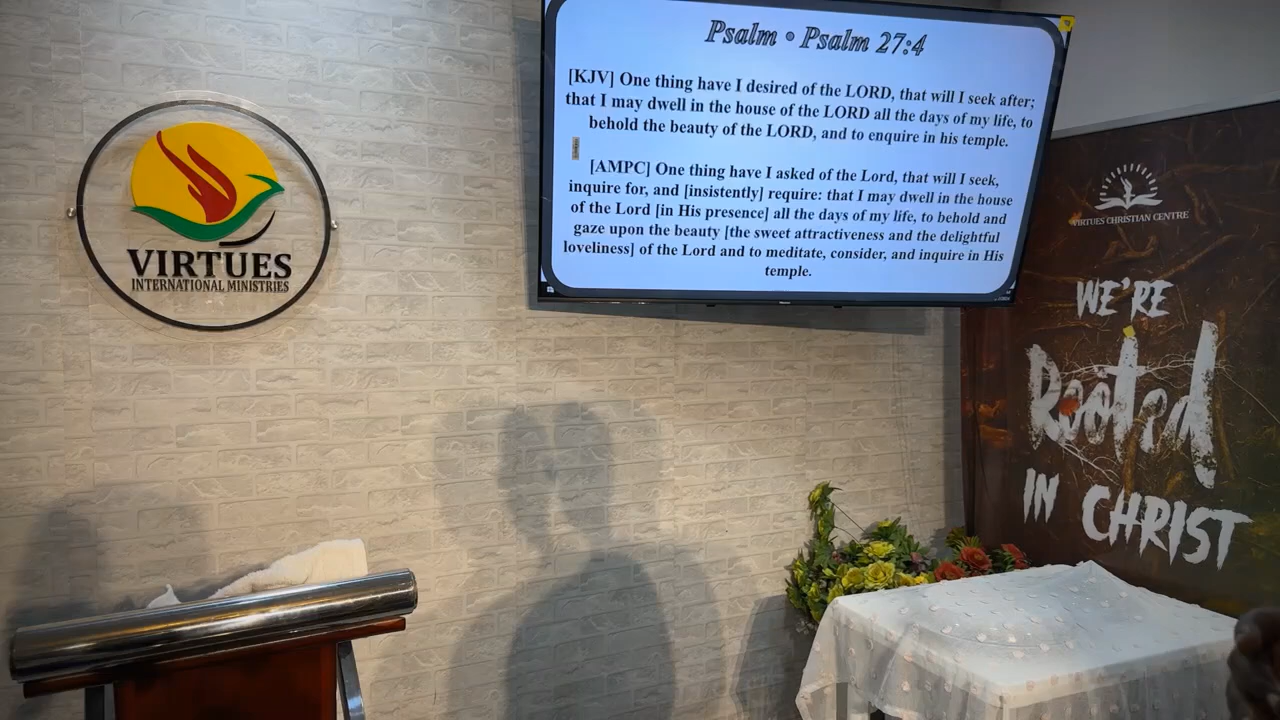 VIRTUES
INTERNATIONAL MINISTRIES
Psalm • Psalm 27:4
[KJV] One thing have I desired of the LORD, that will I seek after;
that I may dwell in the house of the LORD all the days of my life, to
behold the beauty of the LORD, and to enquire in his temple.
[AMPC] One thing have I asked of the Lord, that will I seek,
inquire for, and [insistently] require: that I may dwell in the house
of the Lord [in His presence] all the days of my life, to behold and
gaze upon the beauty [the sweet attractiveness and the delightful
loveliness] of the Lord and to meditate, consider, and inquire in His
temple.
VIRTUES CHRISTIAN CENTRE
WE'RE
Rooted
IN CHRIST